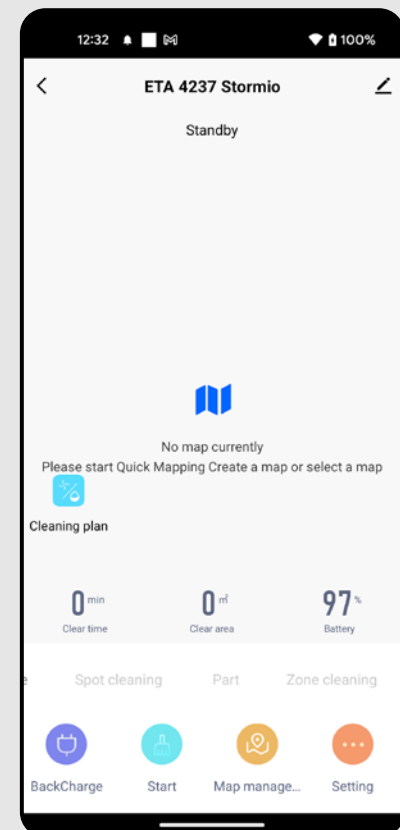 12:32 100%
ETA 4237 Stormio
Standby
No map currently
Please start Quick Mapping Create a map or select a map
Cleaning plan
0 min 0 ㎡ 97 %
Clear time Clear area Battery
e Spot cleaning Part Zone cleaning
BackCharge Start Map manage... Setting